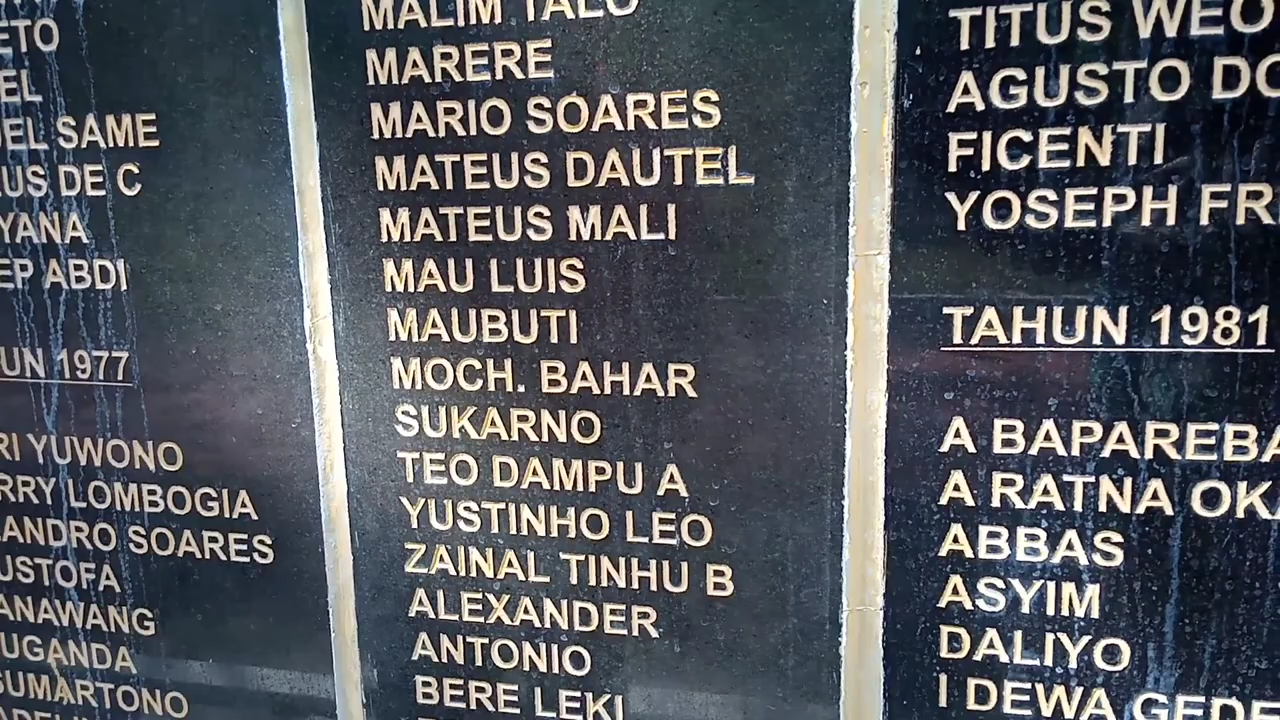 ETO
EL
EL SAME
US DE C
YANA
EP ABDI
UN 1977
RI YUWONO
RRY LOMBOGIA
ANDRO SOARES
USTOFA
ANAWANG
UGANDA
SUMARTONO
MALIM TALO
MARERE
MARIO SOARES
MATEUS DAUTEL
MATEUS MALI
MAU LUIS
MAUBUTI
MOCH. BAHAR
SUKARNO
TEO DAMPU A
YUSTINHO LEO
ZAINAL TINHU B
ALEXANDER
ANTONIO
BERE LEKI
TITUS WEO
AGUSTO DO
FICENTI
YOSEPH FR
TAHUN 1981
A BAPAREBA
A RATNA OKA
ABBAS
ASYIM
DALIYO
I DEWA GEDE